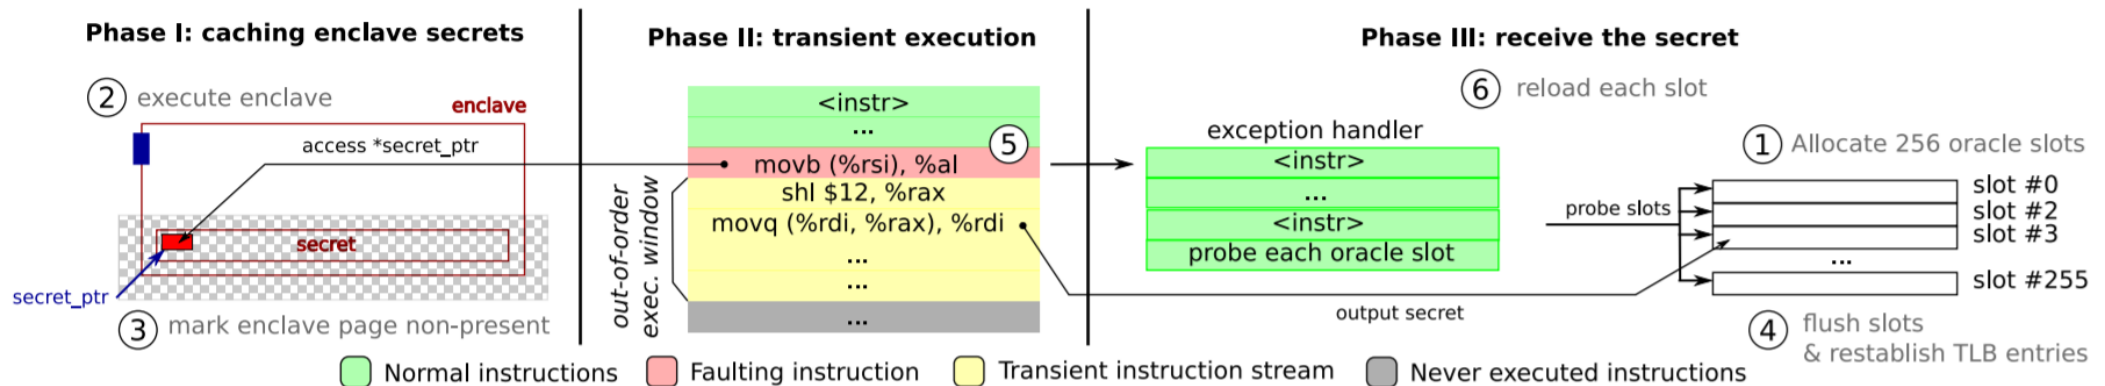 Phase I: caching enclave secrets
② execute enclave
enclave
access *secret_ptr
secret
secret_ptr
③ mark enclave page non-present
Phase II: transient execution
<instr>
...
⑤
movb (%rsi), %al
shl $12, %rax
movq (%rdi, %rax), %rdi
...
...
...
out-of-order
exec. window
Phase III: receive the secret
⑥ reload each slot
exception handler
<instr>
...
<instr>
probe each oracle slot
① Allocate 256 oracle slots
probe slots
slot #0
slot #2
slot #3
...
slot #255
output secret
④ flush slots
& restablish TLB entries
Normal instructions
Faulting instruction
Transient instruction stream
Never executed instructions